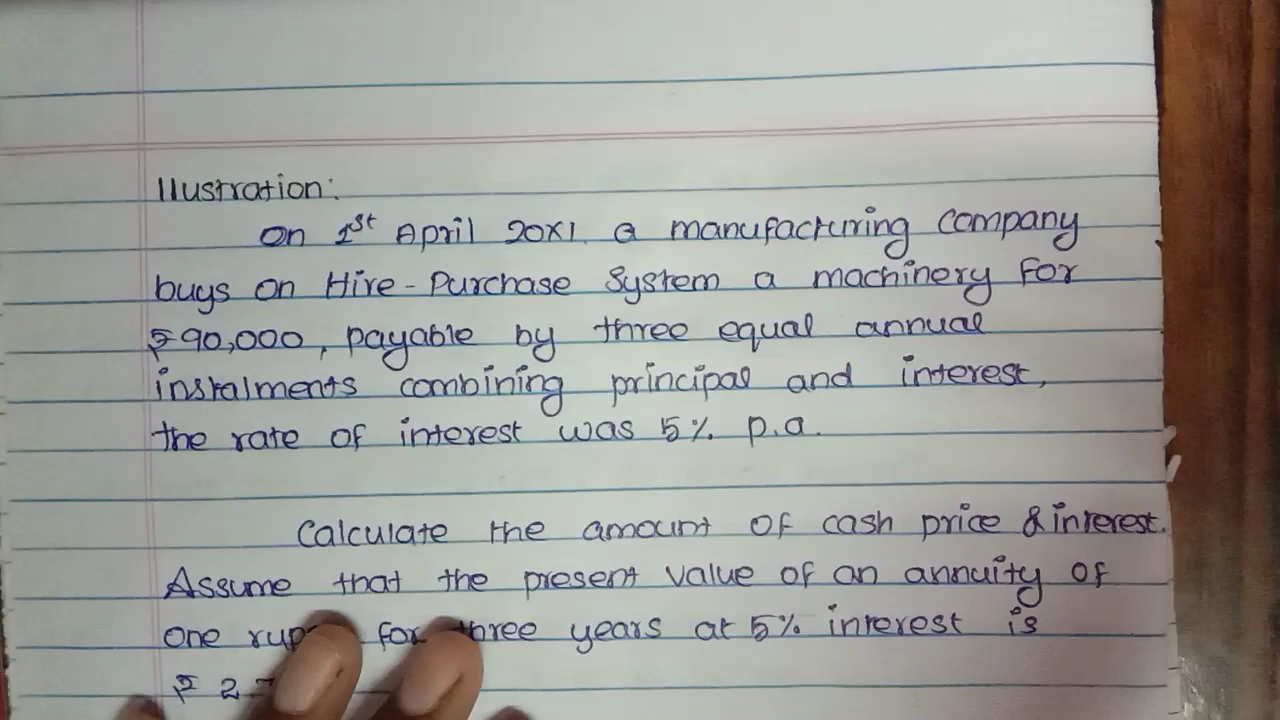 Illustration:
On 1st April 20X1 a manufacturing company
buys on Hire-Purchase System a machinery for
₹90,000, payable by three equal annual
instalments combining principal and interest,
the rate of interest was 5% p.a.
Calculate the amount of cash price & interest.
Assume that the present value of an annuity of
one for three years at 5% interest is
₹ 2